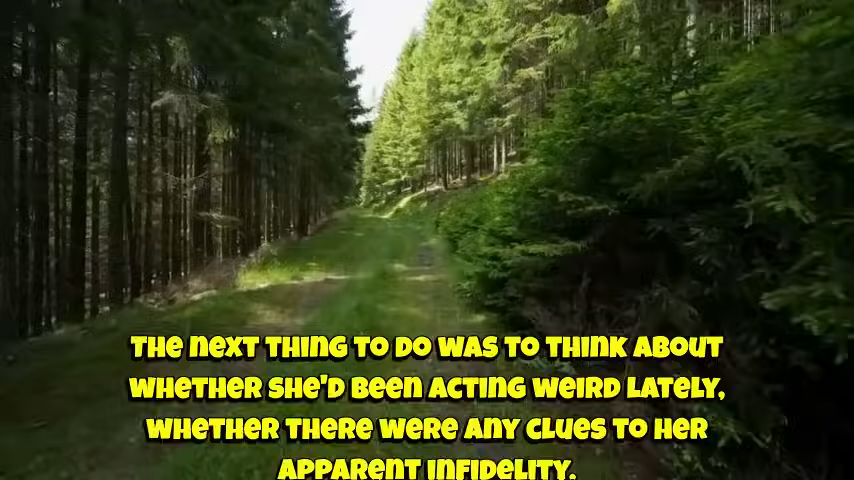 The next thing to do was to think about
whether she'd been acting weird lately,
whether there were any clues to her
apparent infidelity.